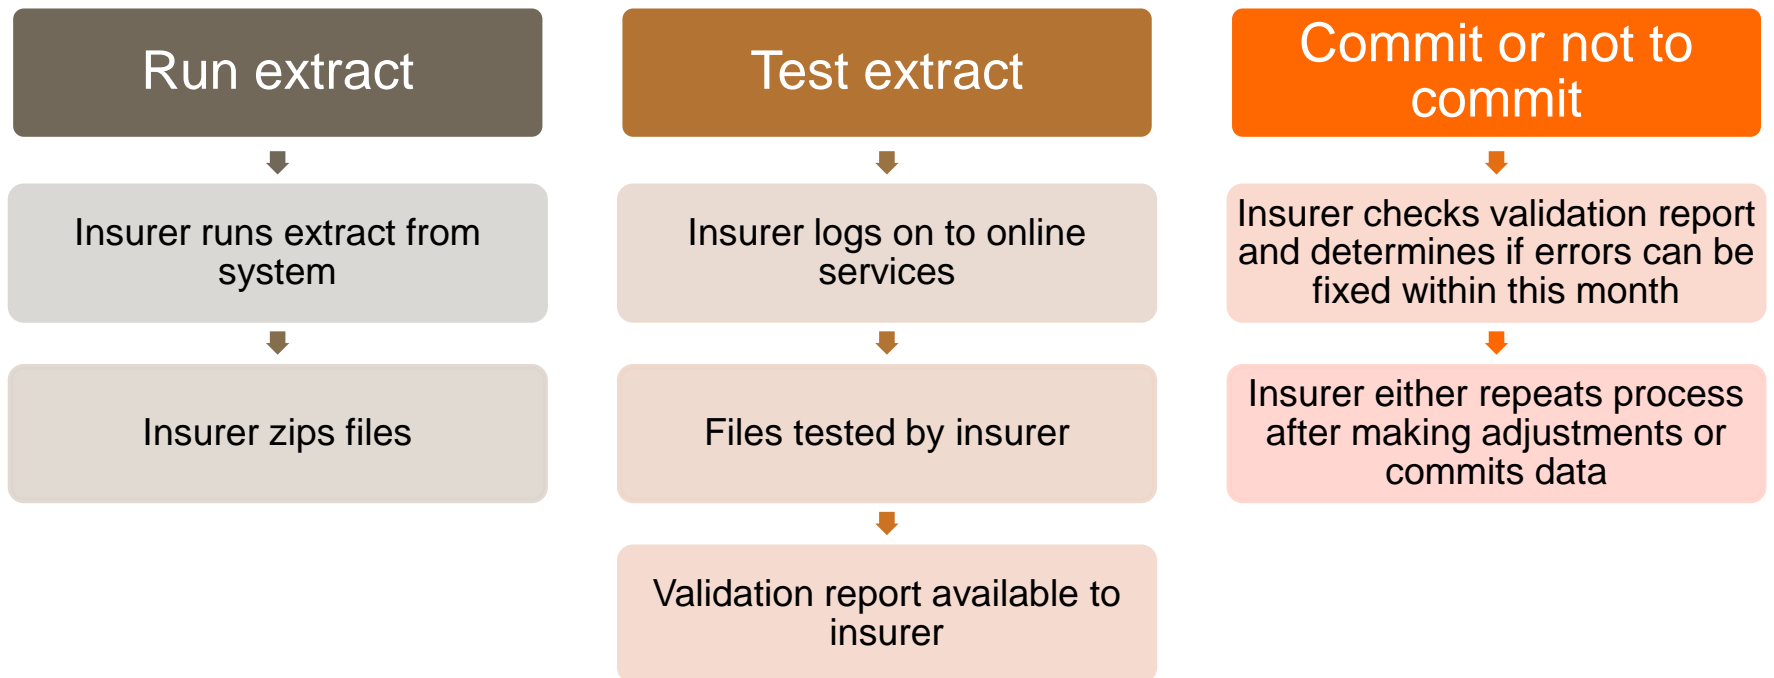 Run extract
Insurer runs extract from
system
Insurer zips files
Test extract
Insurer logs on to online
services
Files tested by insurer
Validation report available to
insurer
Commit or not to
commit
Insurer checks validation report
and determines if errors can be
fixed within this month
Insurer either repeats process
after making adjustments or
commits data